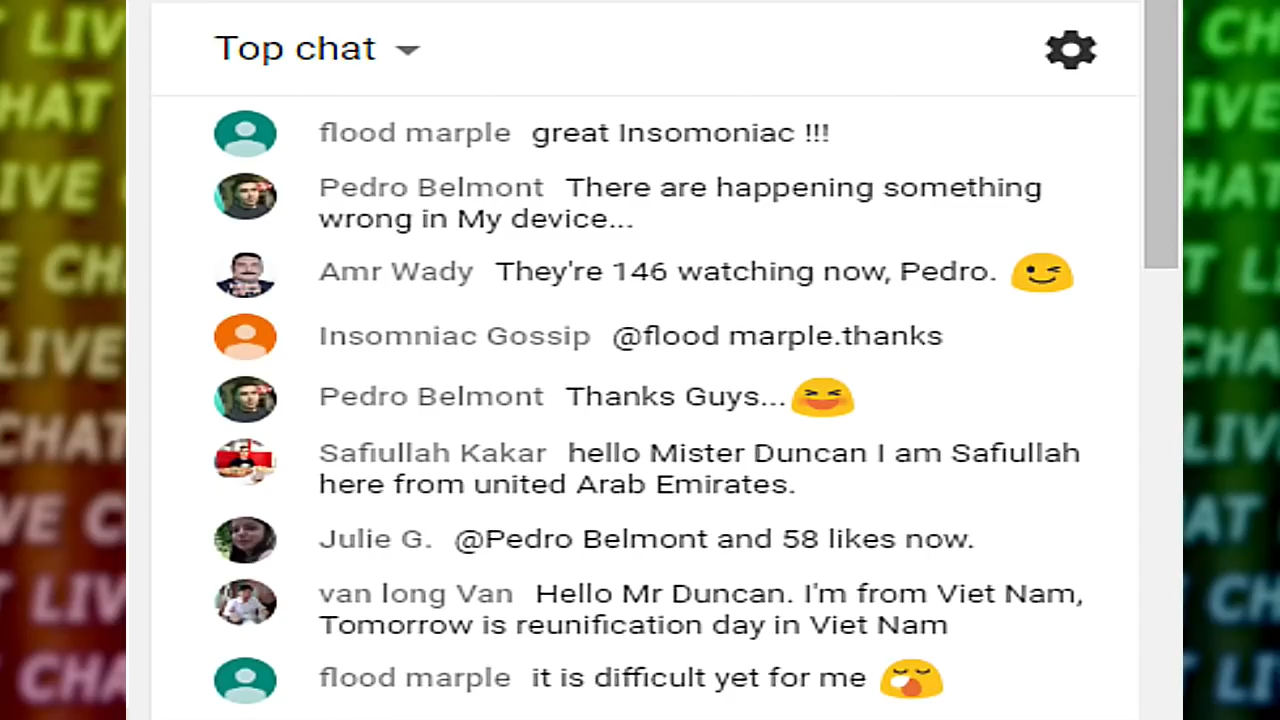 Top chat
flood marple great Insomoniac !!!
Pedro Belmont There are happening something
wrong in My device...
Amr Wady They're 146 watching now, Pedro.
Insomniac Gossip @flood marple.thanks
Pedro Belmont Thanks Guys...
Safiullah Kakar hello Mister Duncan I am Safiullah
here from united Arab Emirates.
Julie G. @Pedro Belmont and 58 likes now.
van long Van Hello Mr Duncan. I'm from Viet Nam,
Tomorrow is reunification day in Viet Nam
flood marple it is difficult yet for me